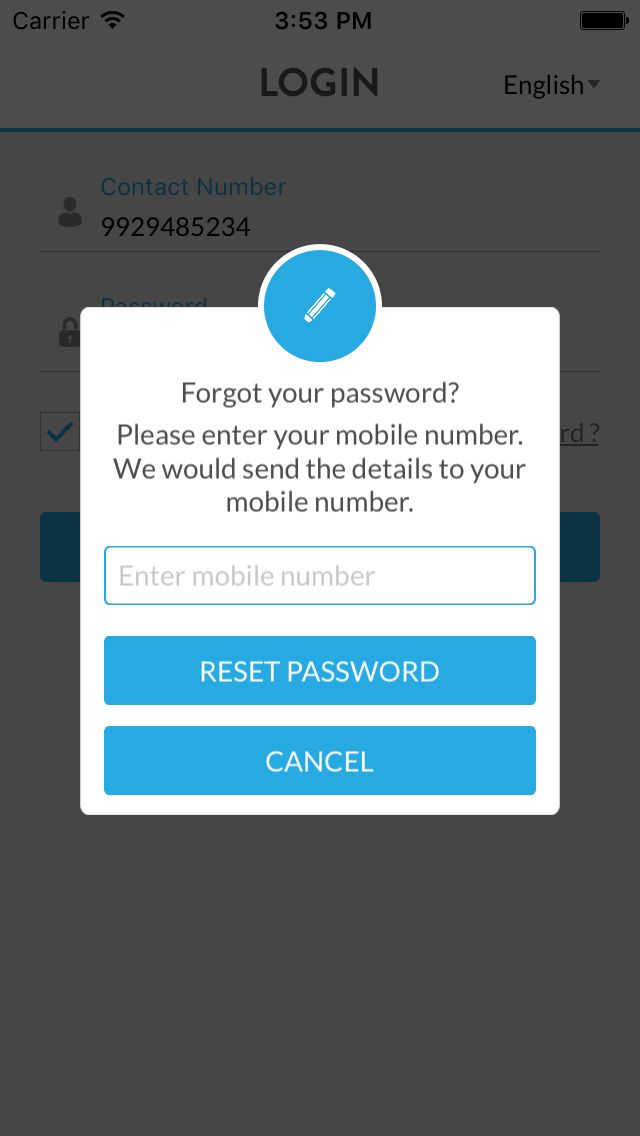 Carrier 3:53 PM
LOGIN English
Contact Number
9929485234
Password
rd ?
Forgot your password?
Please enter your mobile number.
We would send the details to your
mobile number.
Enter mobile number
RESET PASSWORD
CANCEL